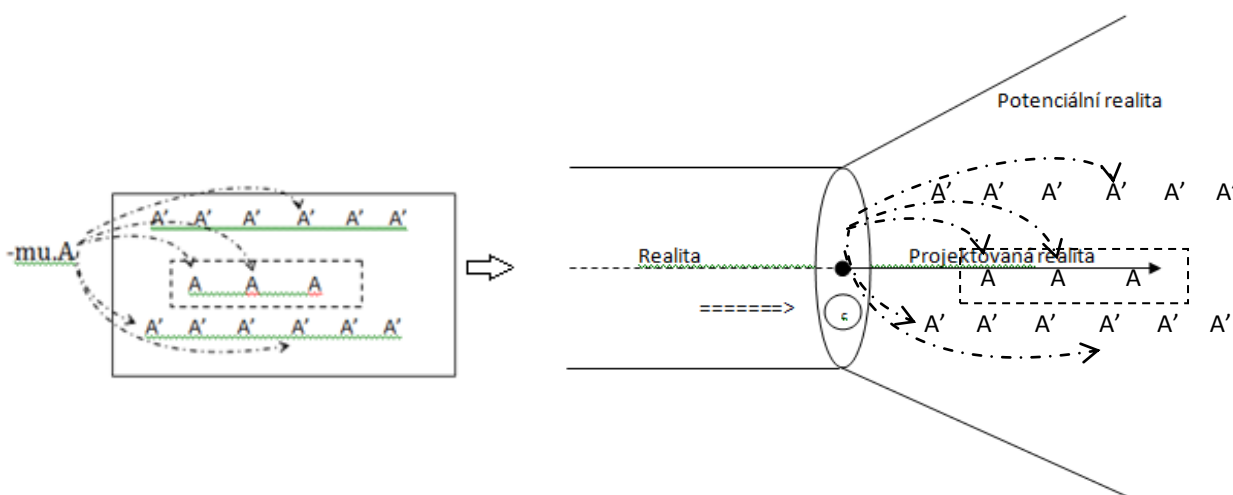 A’ A’ A’ A’ A’ A’
-mu.A
A A A
A’ A’ A’ A’ A’ A’
Potenciální realita
A’ A’ A’ A’ A’ A’
Realita
Projektovaná realita
A A A
=======>
A’ A’ A’ A’ A’ A’